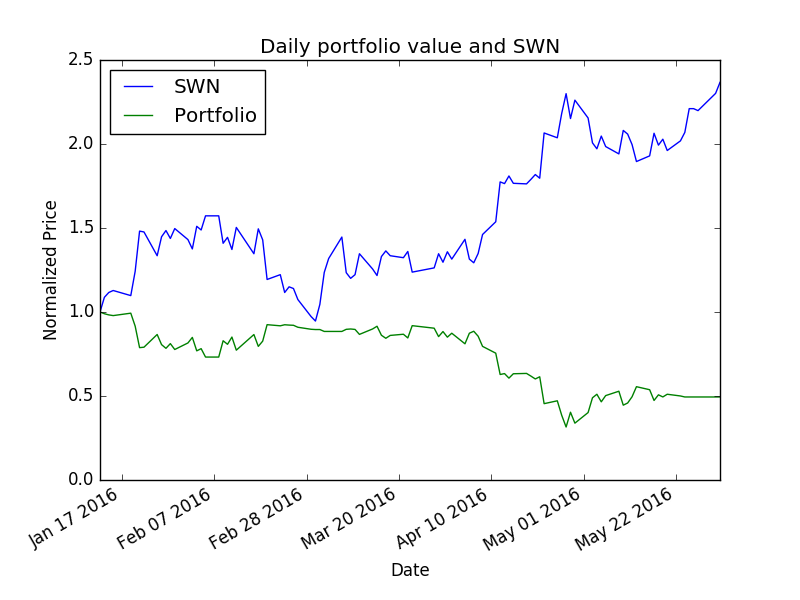 Daily portfolio value and SWN
2.5
2.0
1.5
1.0
0.5
0.0
Normalized Price
SWN
Portfolio
Jan 17 2016
Feb 07 2016
Feb 28 2016
Mar 20 2016
Apr 10 2016
May 01 2016
May 22 2016
Date